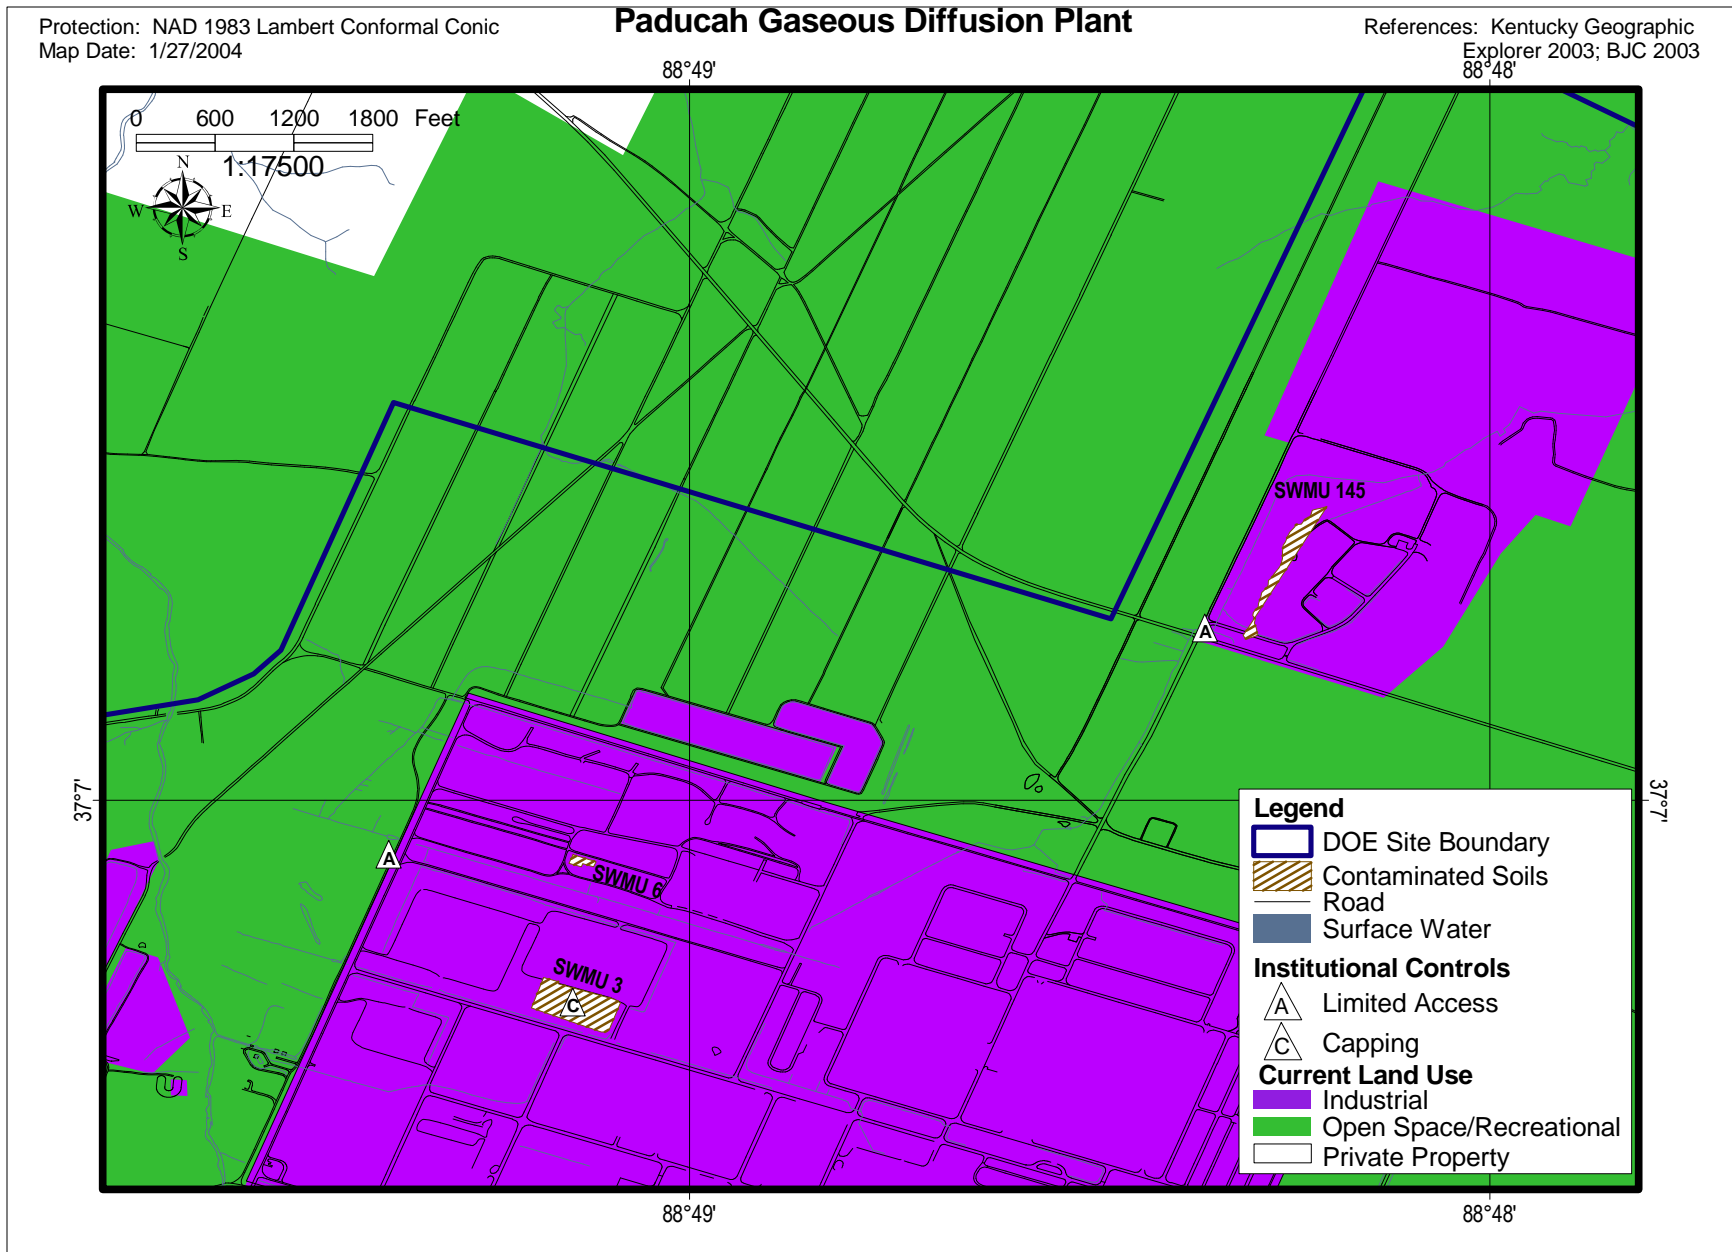 Paducah Gaseous Diffusion Plant
Protection: NAD 1983 Lambert Conformal Conic
Map Date: 1/27/2004
References: Kentucky Geographic
Explorer 2003; BJC 2003
88°49'
88°48'
0 600 1200 1800 Feet
1:17500
N
W E
S
SWMU 145
A
37°7'
37°7'
A
SWMU 6
SWMU 3
C
Legend
DOE Site Boundary
Contaminated Soils
Road
Surface Water
Institutional Controls
A Limited Access
C Capping
Current Land Use
Industrial
Open Space/Recreational
Private Property
88°49'
88°48'